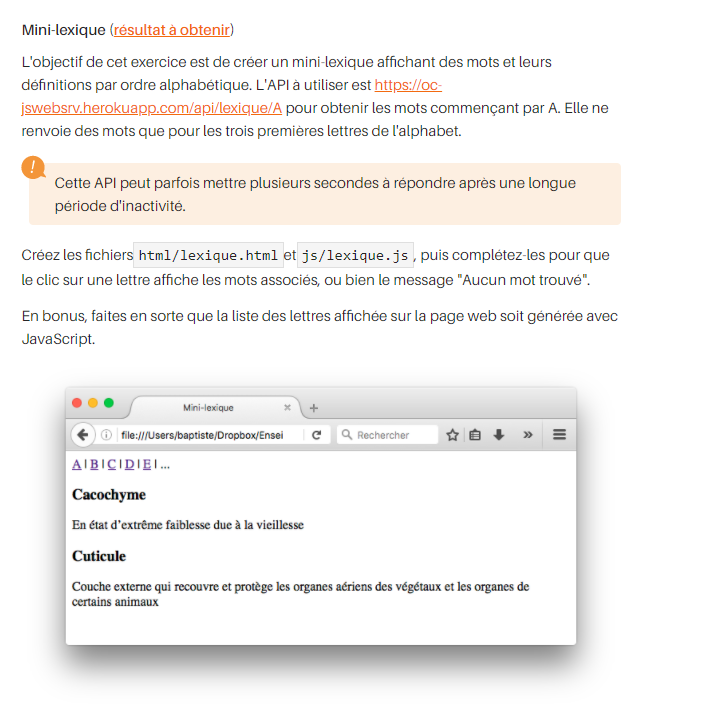 Mini-lexique (résultat à obtenir)
L'objectif de cet exercice est de créer un mini-lexique affichant des mots et leurs
définitions par ordre alphabétique. L'API à utiliser est https://oc-
jswebsrv.herokuapp.com/api/lexique/A pour obtenir les mots commençant par A. Elle ne
renvoie des mots que pour les trois premières lettres de l'alphabet.
!
Cette API peut parfois mettre plusieurs secondes à répondre après une longue
période d'inactivité.
Créez les fichiers html/lexique.html et js/lexique.js , puis complétez-les pour que
le clic sur une lettre affiche les mots associés, ou bien le message "Aucun mot trouvé".
En bonus, faites en sorte que la liste des lettres affichée sur la page web soit générée avec
JavaScript.
Mini-lexique
file:///Users/baptiste/Dropbox/Ensei
Rechercher
A | B | C | D | E | ...
Cacochyme
En état d'extrême faiblesse due à la vieillesse
Cuticule
Couche externe qui recouvre et protège les organes aériens des végétaux et les organes de
certains animaux